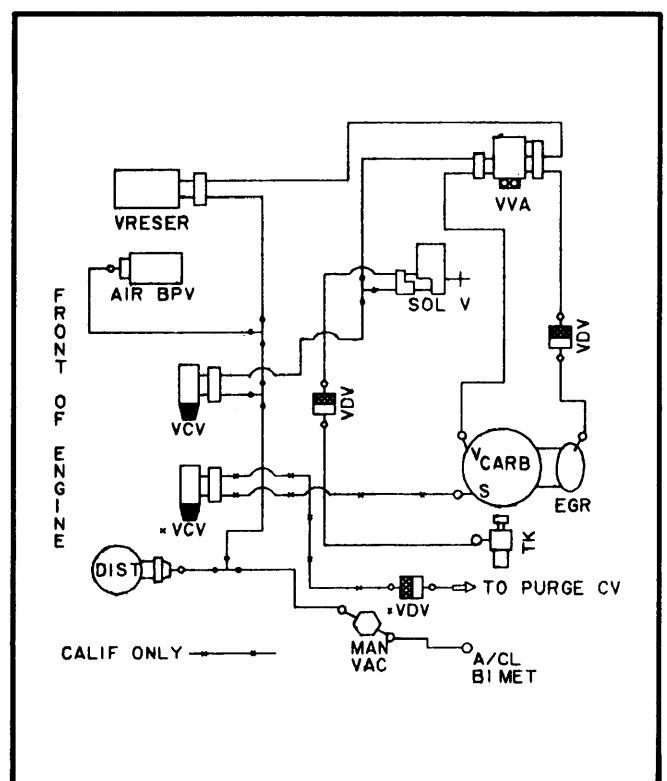 VRESER
VVA
AIR BPV
SOL V
FRONT OF ENGINE
VDV
VCV
VDV
V
CARB
S
EGR
*VCV
TK
DIST
TO PURGE CV
*VDV
CALIF ONLY
MAN
VAC
A/CL
BIMET